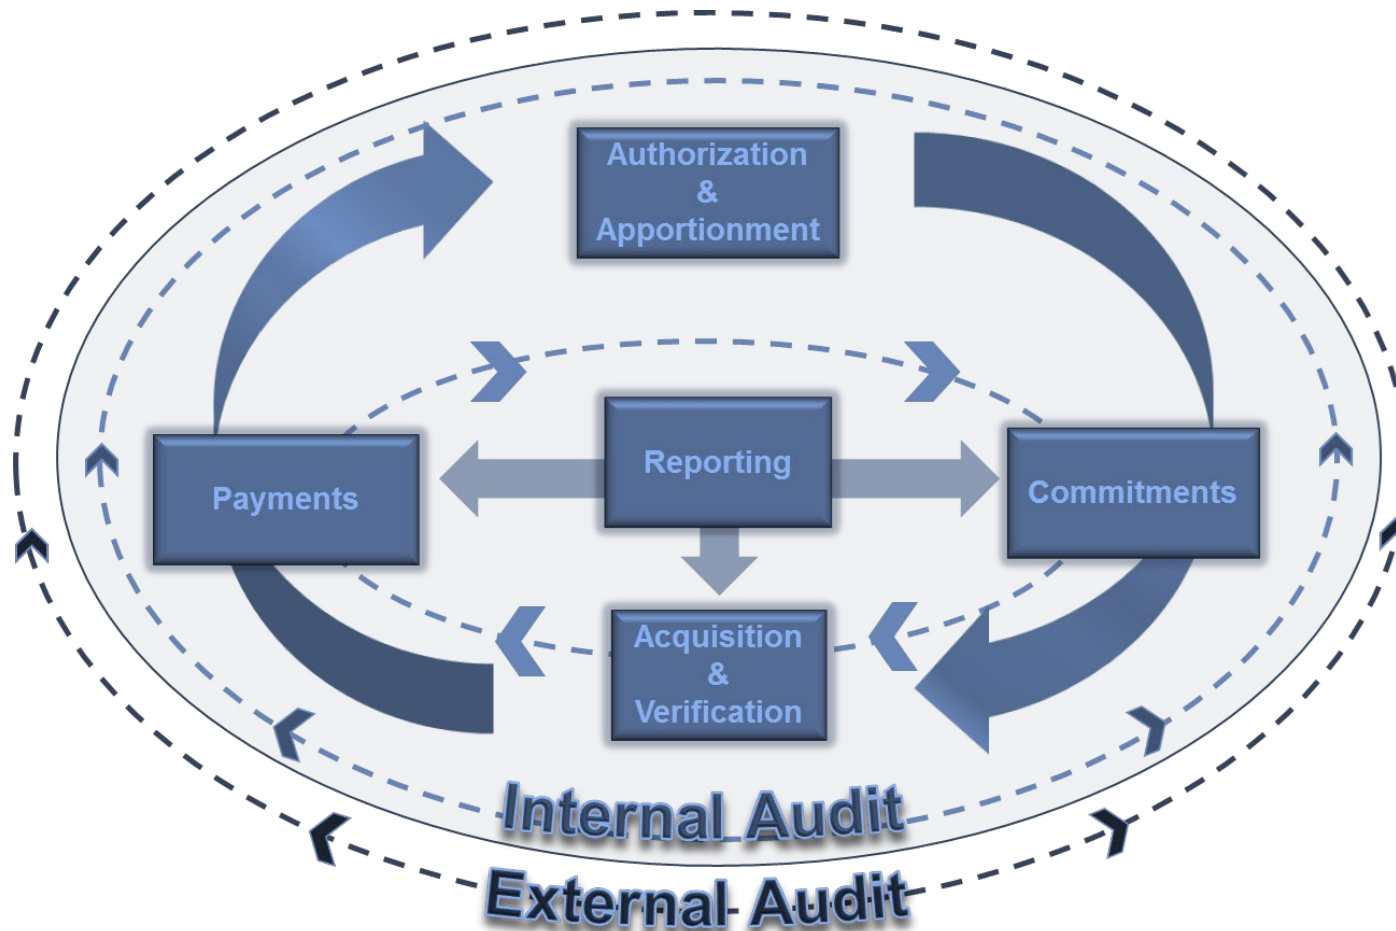 Authorization
&
Apportionment
Reporting
Payments
Commitments
Acquisition
&
Verification
Internal Audit
External Audit